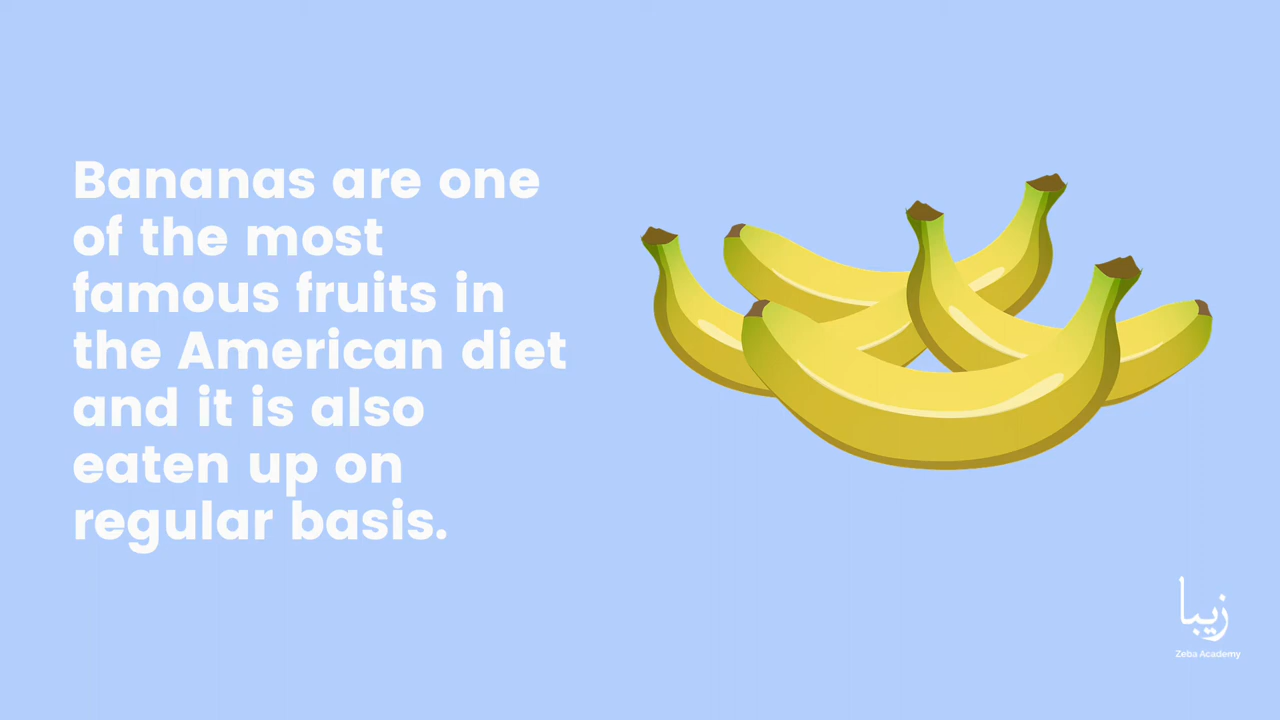 Bananas are one
of the most
famous fruits in
the American diet
and it is also
eaten up on
regular basis.
زیبا
Zeba Academy